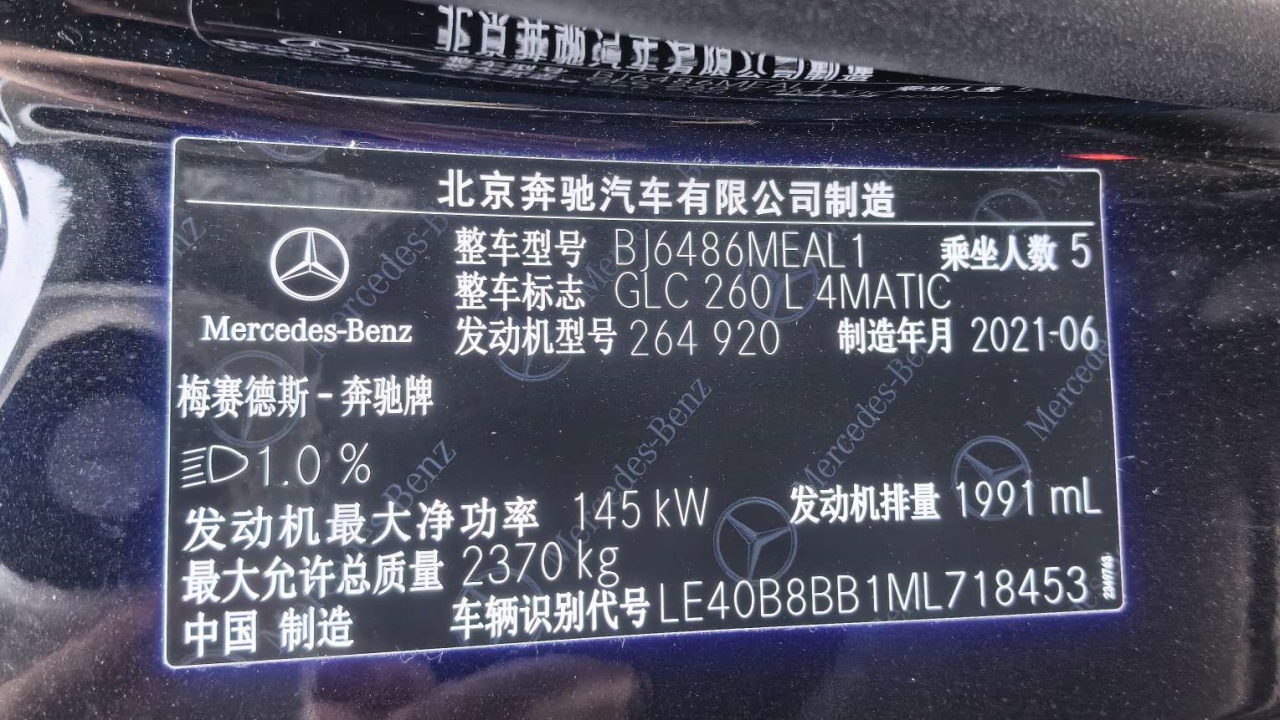 北京奔驰汽车有限公司制造
整车型号 BJ6486MEAL1 乘坐人数 5
整车标志 GLC 260 L 4MATIC
Mercedes-Benz
发动机型号 264 920 制造年月 2021-06
梅赛德斯-奔驰牌
1.0 %
发动机最大净功率 145 kW 发动机排量 1991 mL
最大允许总质量 2370 kg
中国 制造 车辆识别代号 LE40B8BB1ML718453